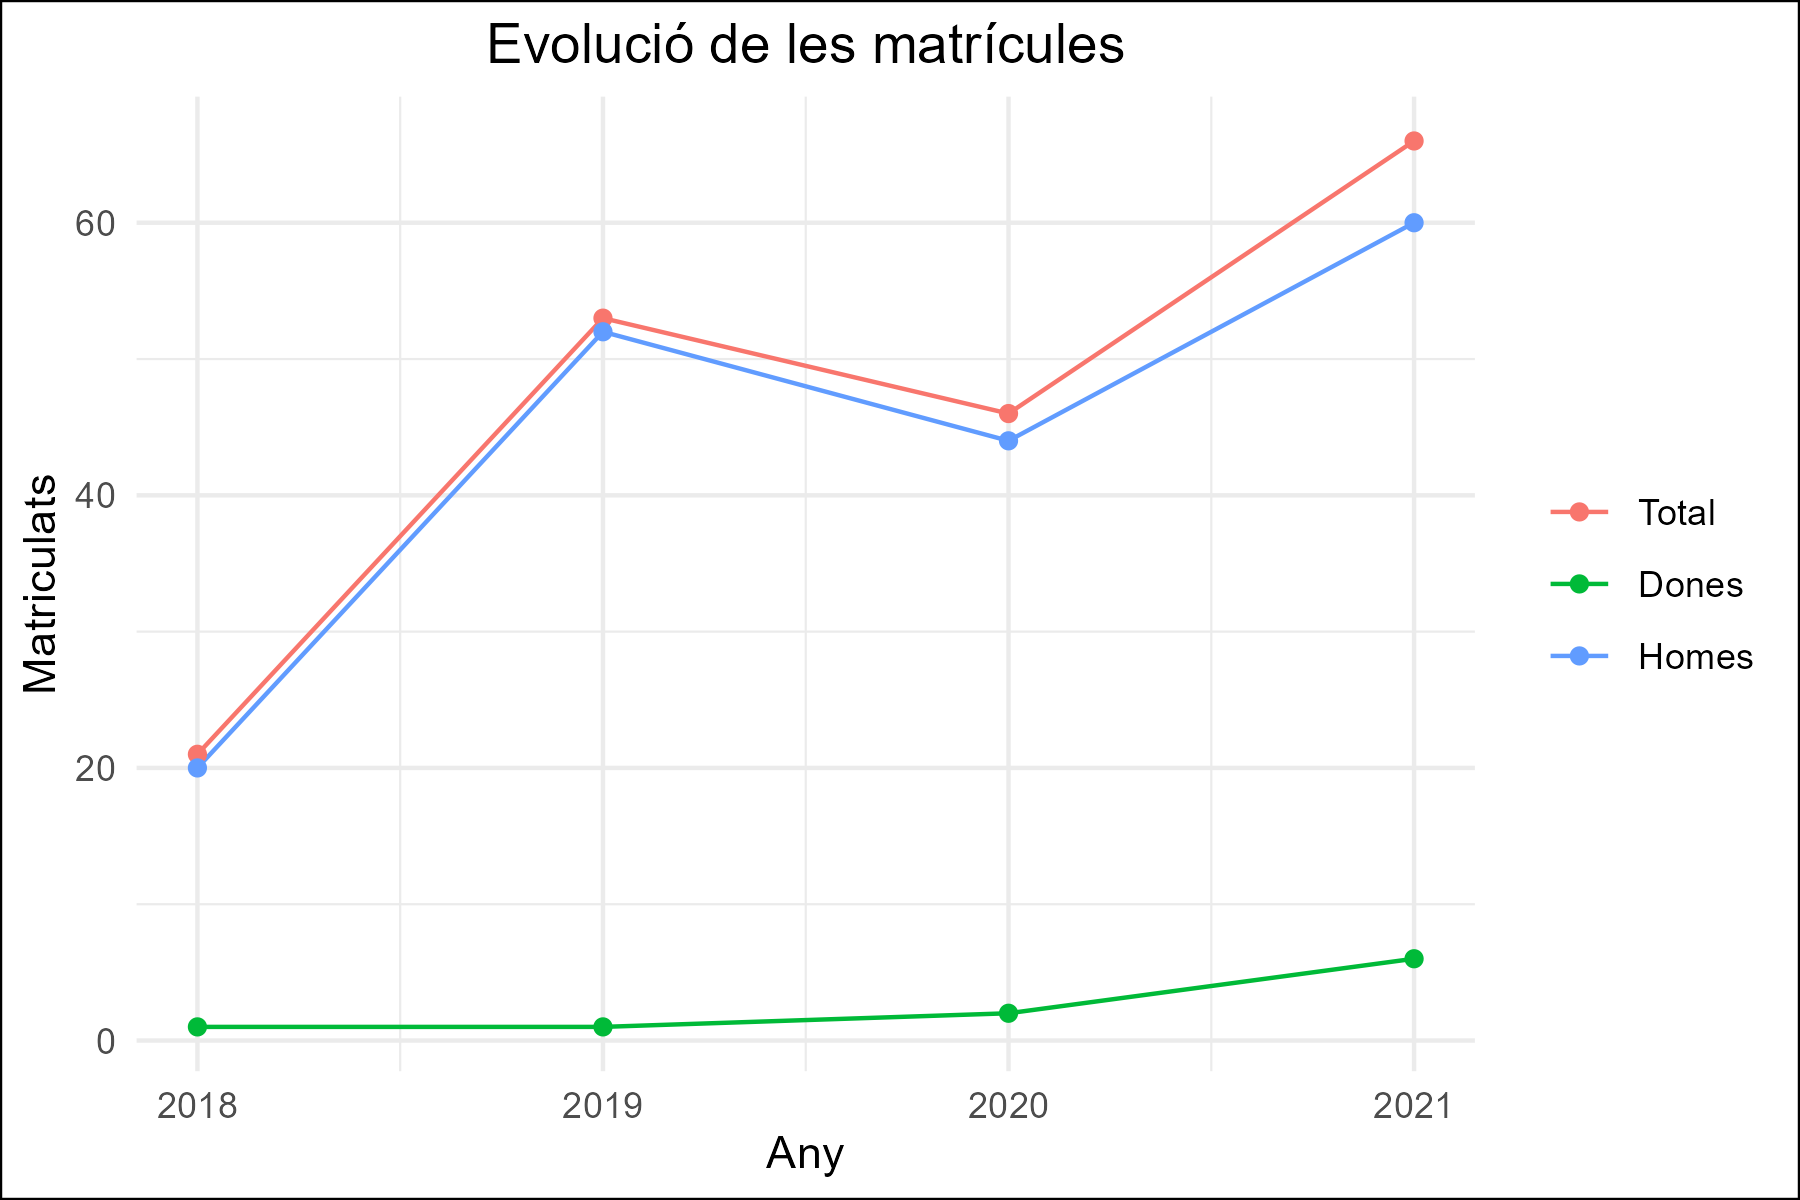 Evolució de les matrícules
Matriculats
60
40
20
0
2018
2019
2020
2021
Any
Total
Dones
Homes